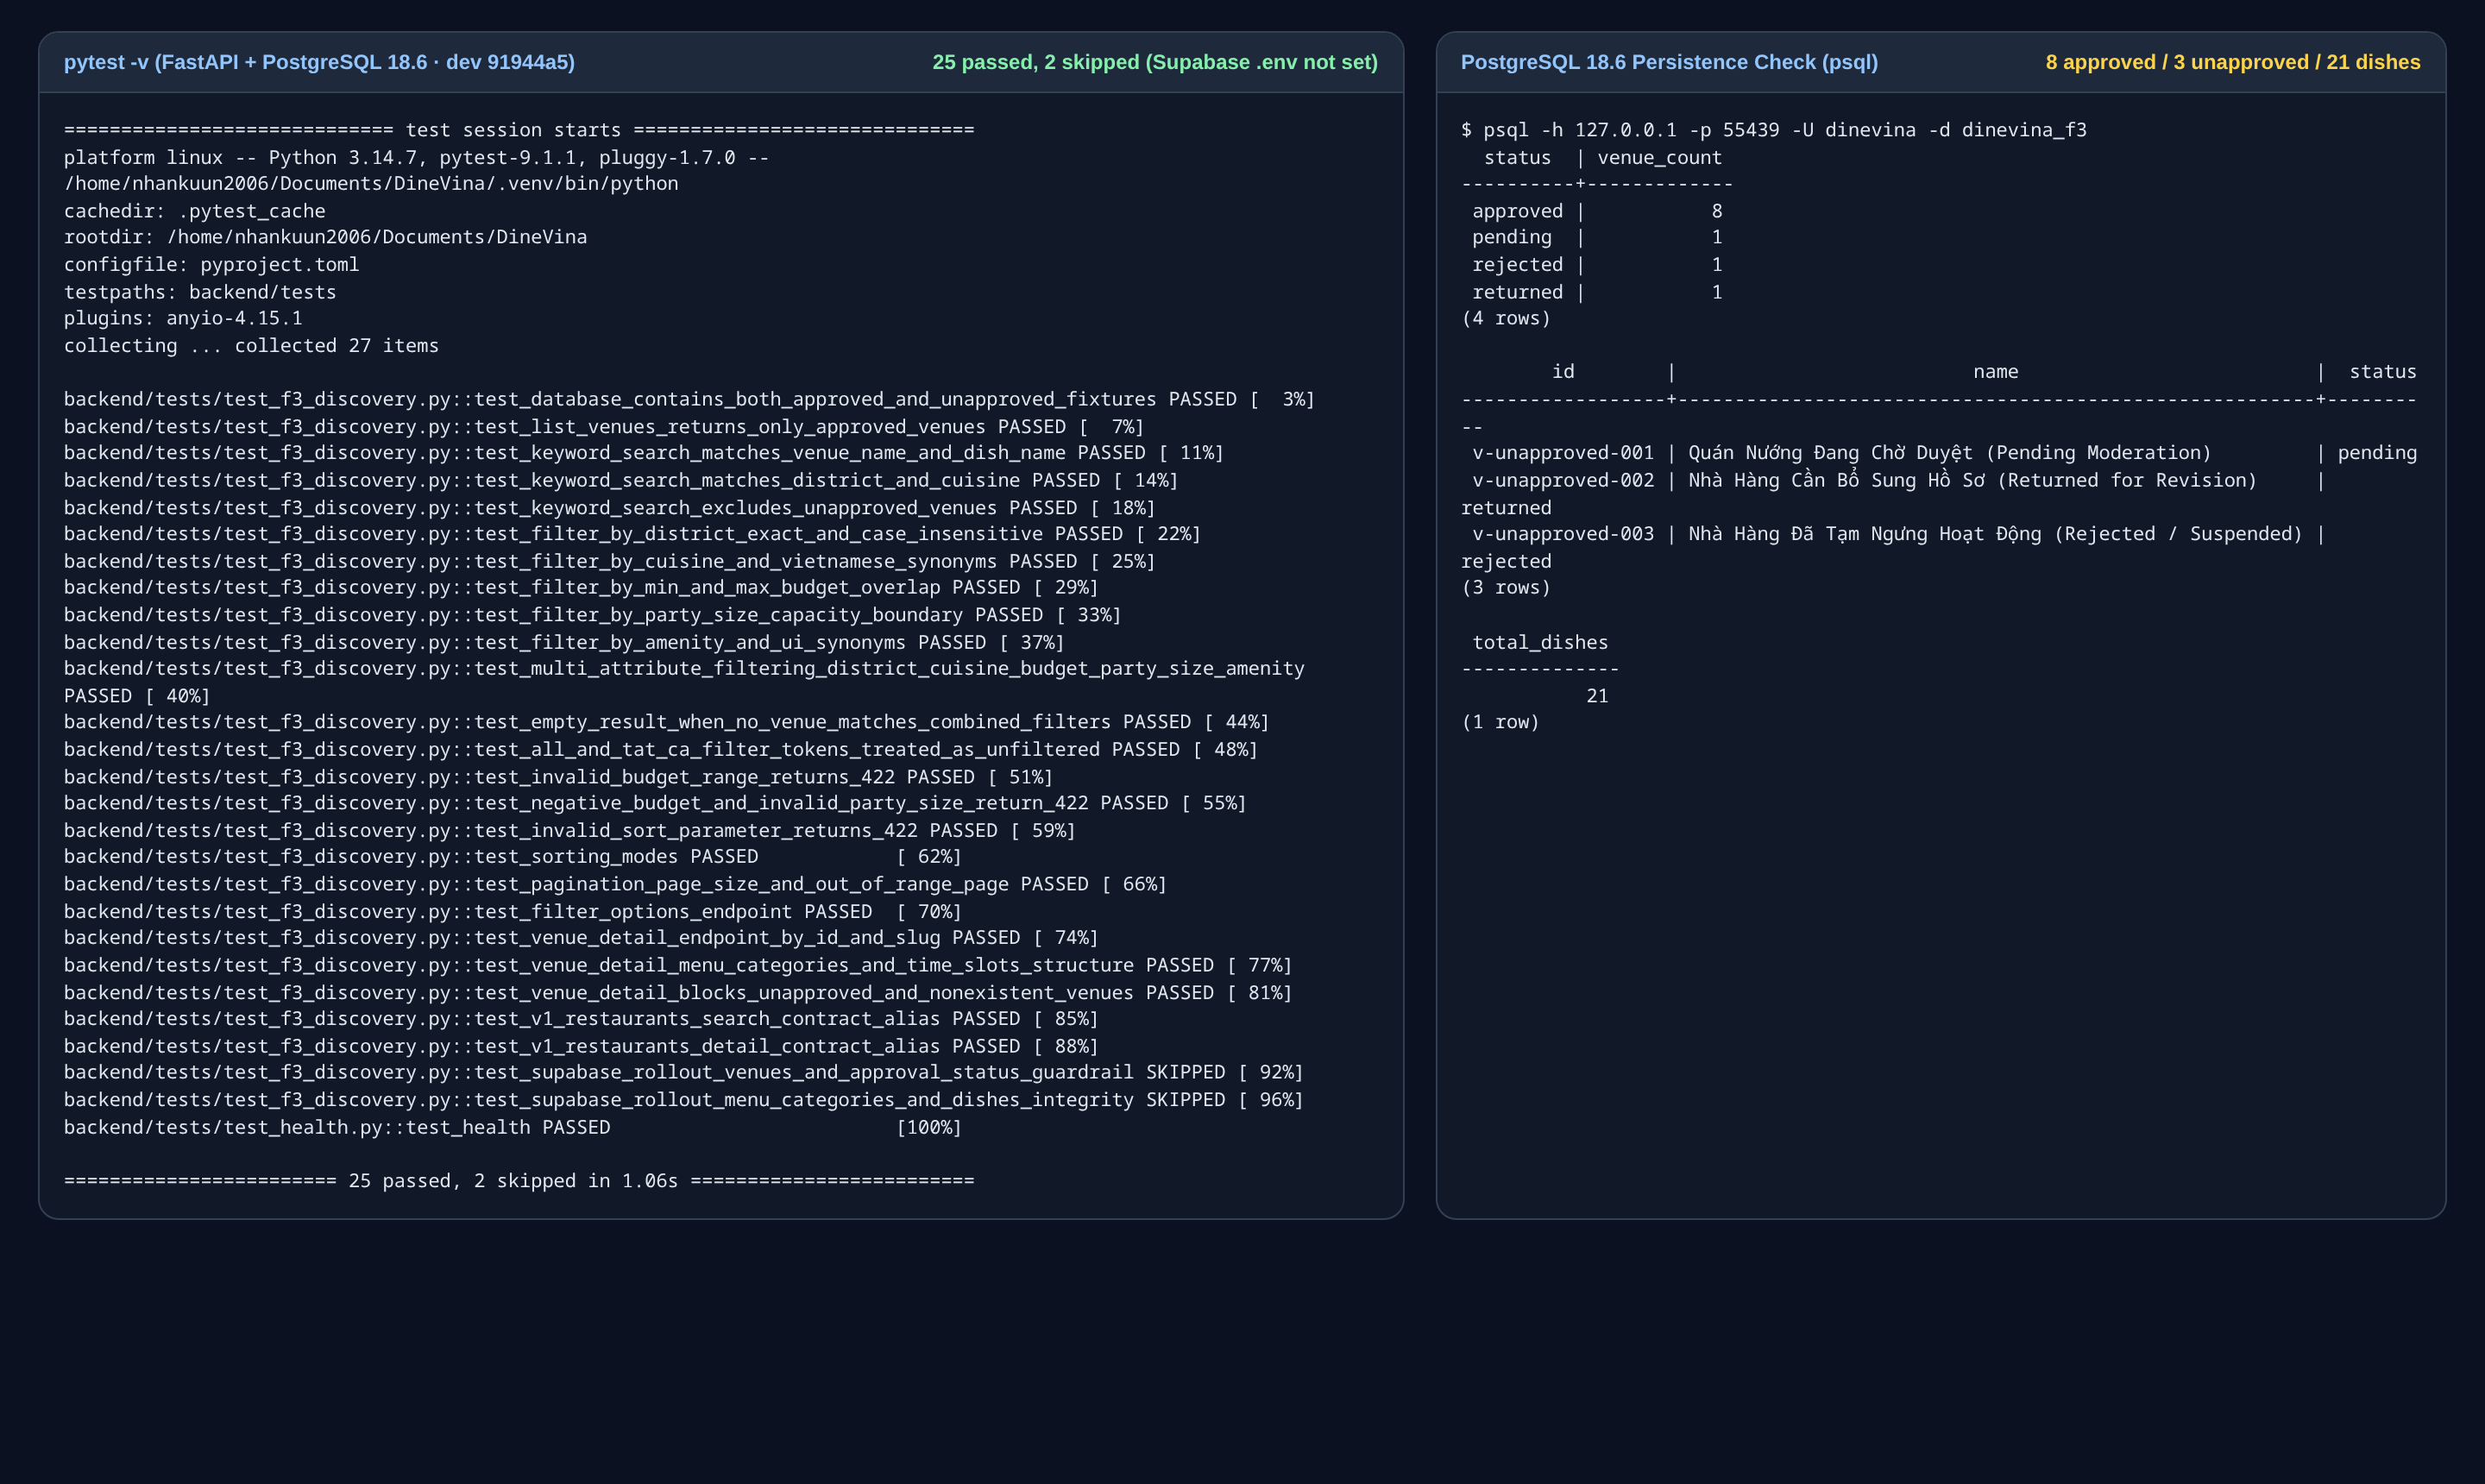 pytest -v (FastAPI + PostgreSQL 18.6 · dev 91944a5)
25 passed, 2 skipped (Supabase .env not set)
============================= test session starts ==============================
platform linux -- Python 3.14.7, pytest-9.1.1, pluggy-1.7.0 --
/home/nhankuun2006/Documents/DineVina/.venv/bin/python
cachedir: .pytest_cache
rootdir: /home/nhankuun2006/Documents/DineVina
configfile: pyproject.toml
testpaths: backend/tests
plugins: anyio-4.15.1
collecting ... collected 27 items
backend/tests/test_f3_discovery.py::test_database_contains_both_approved_and_unapproved_fixtures PASSED [  3%]
backend/tests/test_f3_discovery.py::test_list_venues_returns_only_approved_venues PASSED [  7%]
backend/tests/test_f3_discovery.py::test_keyword_search_matches_venue_name_and_dish_name PASSED [ 11%]
backend/tests/test_f3_discovery.py::test_keyword_search_matches_district_and_cuisine PASSED [ 14%]
backend/tests/test_f3_discovery.py::test_keyword_search_excludes_unapproved_venues PASSED [ 18%]
backend/tests/test_f3_discovery.py::test_filter_by_district_exact_and_case_insensitive PASSED [ 22%]
backend/tests/test_f3_discovery.py::test_filter_by_cuisine_and_vietnamese_synonyms PASSED [ 25%]
backend/tests/test_f3_discovery.py::test_filter_by_min_and_max_budget_overlap PASSED [ 29%]
backend/tests/test_f3_discovery.py::test_filter_by_party_size_capacity_boundary PASSED [ 33%]
backend/tests/test_f3_discovery.py::test_filter_by_amenity_and_ui_synonyms PASSED [ 37%]
backend/tests/test_f3_discovery.py::test_multi_attribute_filtering_district_cuisine_budget_party_size_amenity
PASSED [ 40%]
backend/tests/test_f3_discovery.py::test_empty_result_when_no_venue_matches_combined_filters PASSED [ 44%]
backend/tests/test_f3_discovery.py::test_all_and_tat_ca_filter_tokens_treated_as_unfiltered PASSED [ 48%]
backend/tests/test_f3_discovery.py::test_invalid_budget_range_returns_422 PASSED [ 51%]
backend/tests/test_f3_discovery.py::test_negative_budget_and_invalid_party_size_return_422 PASSED [ 55%]
backend/tests/test_f3_discovery.py::test_invalid_sort_parameter_returns_422 PASSED [ 59%]
backend/tests/test_f3_discovery.py::test_sorting_modes PASSED            [ 62%]
backend/tests/test_f3_discovery.py::test_pagination_page_size_and_out_of_range_page PASSED [ 66%]
backend/tests/test_f3_discovery.py::test_filter_options_endpoint PASSED  [ 70%]
backend/tests/test_f3_discovery.py::test_venue_detail_endpoint_by_id_and_slug PASSED [ 74%]
backend/tests/test_f3_discovery.py::test_venue_detail_menu_categories_and_time_slots_structure PASSED [ 77%]
backend/tests/test_f3_discovery.py::test_venue_detail_blocks_unapproved_and_nonexistent_venues PASSED [ 81%]
backend/tests/test_f3_discovery.py::test_v1_restaurants_search_contract_alias PASSED [ 85%]
backend/tests/test_f3_discovery.py::test_v1_restaurants_detail_contract_alias PASSED [ 88%]
backend/tests/test_f3_discovery.py::test_supabase_rollout_venues_and_approval_status_guardrail SKIPPED [ 92%]
backend/tests/test_f3_discovery.py::test_supabase_rollout_menu_categories_and_dishes_integrity SKIPPED [ 96%]
backend/tests/test_health.py::test_health PASSED                         [100%]
======================== 25 passed, 2 skipped in 1.06s =========================
PostgreSQL 18.6 Persistence Check (psql)
8 approved / 3 unapproved / 21 dishes
$ psql -h 127.0.0.1 -p 55439 -U dinevina -d dinevina_f3
  status  | venue_count
----------+-------------
 approved |           8
 pending  |           1
 rejected |           1
 returned |           1
(4 rows)
        id        |                          name                          |  status
------------------+--------------------------------------------------------+--------
--
 v-unapproved-001 | Quán Nướng Đang Chờ Duyệt (Pending Moderation)         | pending
 v-unapproved-002 | Nhà Hàng Cần Bổ Sung Hồ Sơ (Returned for Revision)     |
returned
 v-unapproved-003 | Nhà Hàng Đã Tạm Ngưng Hoạt Động (Rejected / Suspended) |
rejected
(3 rows)
 total_dishes
--------------
           21
(1 row)